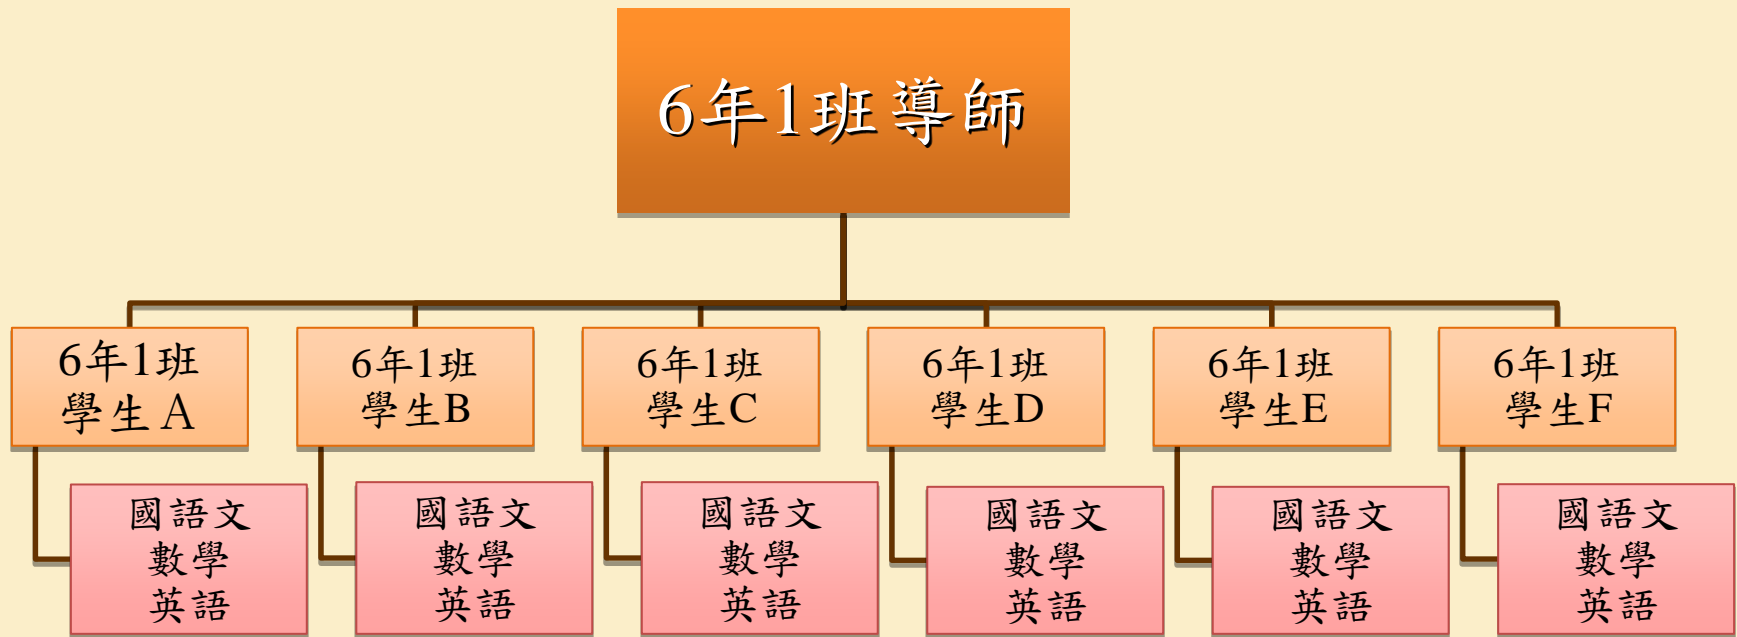 6年1班導師
6年1班
學生A
6年1班
學生B
6年1班
學生C
6年1班
學生D
6年1班
學生E
6年1班
學生F
國語文
數學
英語
國語文
數學
英語
國語文
數學
英語
國語文
數學
英語
國語文
數學
英語
國語文
數學
英語